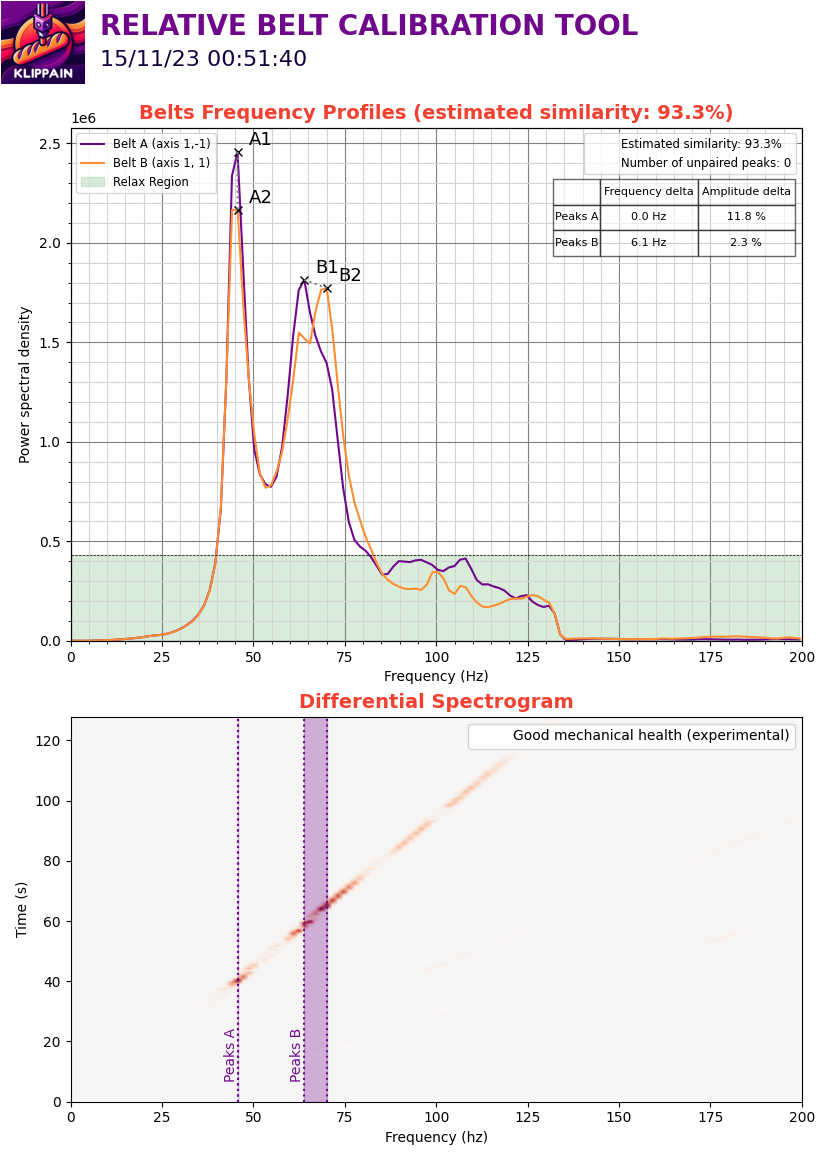 KLIPPAIN
RELATIVE BELT CALIBRATION TOOL
15/11/23 00:51:40
Belts Frequency Profiles (estimated similarity: 93.3%)
1e6
Belt A (axis 1,-1)
Belt B (axis 1, 1)
Relax Region
Estimated similarity: 93.3%
Number of unpaired peaks: 0
Frequency delta Amplitude delta
Peaks A 0.0 Hz 11.8 %
Peaks B 6.1 Hz 2.3 %
A1
A2
B1
B2
Power spectral density
2.5
2.0
1.5
1.0
0.5
0.0
0 25 50 75 100 125 150 175 200
Frequency (Hz)
Differential Spectrogram
Good mechanical health (experimental)
Time (s)
120
100
80
60
40
20
0
Peaks A
Peaks B
0 25 50 75 100 125 150 175 200
Frequency (hz)